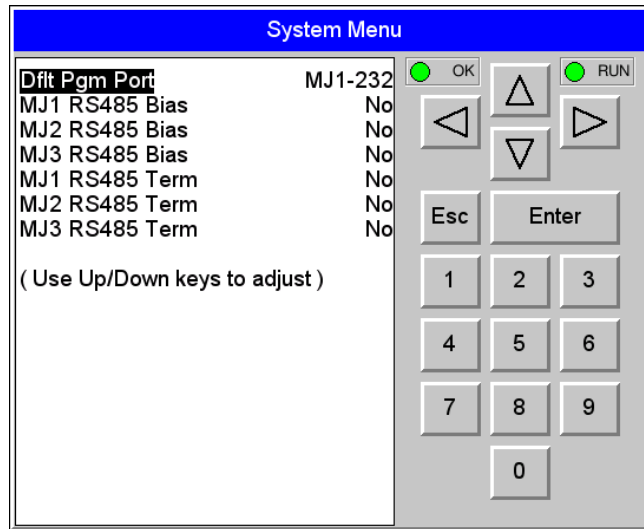 System Menu
Dflt Pgm Port MJ1-232
MJ1 RS485 Bias No
MJ2 RS485 Bias No
MJ3 RS485 Bias No
MJ1 RS485 Term No
MJ2 RS485 Term No
MJ3 RS485 Term No
( Use Up/Down keys to adjust )
OK RUN
Esc Enter
1 2 3
4 5 6
7 8 9
0